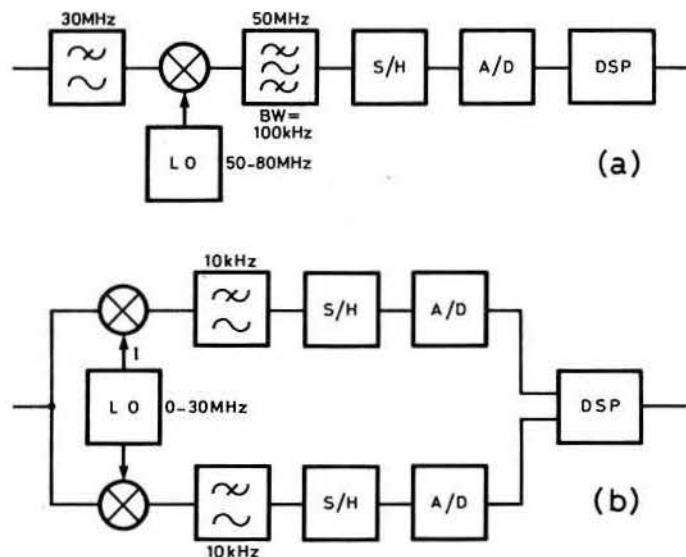 30MHz
50MHz
S/H
A/D
DSP
BW=
100kHz
LO
50-80MHz
(a)
10kHz
S/H
A/D
I
LO
0-30MHz
DSP
S/H
A/D
10kHz
(b)